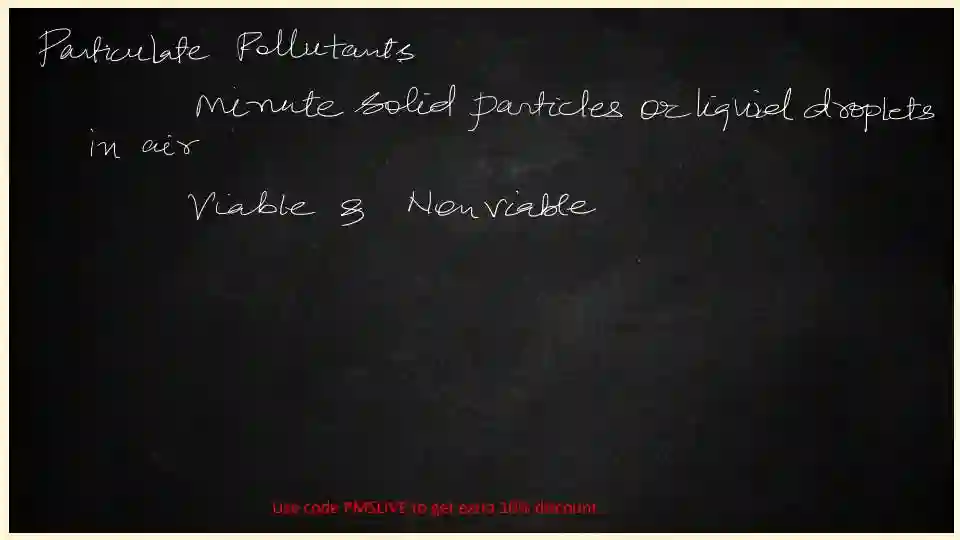 Particulate Pollutants
Minute solid particles or liquid droplets
in air
Viable & Nonviable
Use code PMSLIVE to get extra 10% discount.